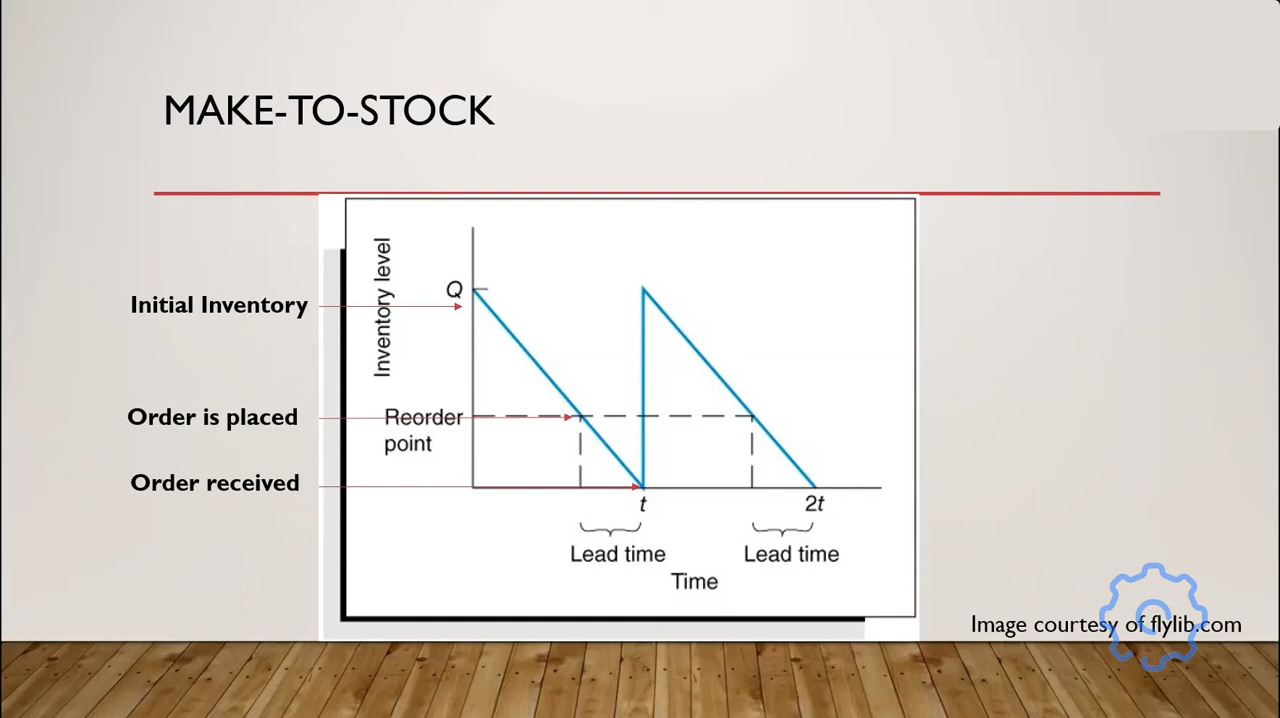 MAKE-TO-STOCK
Inventory level
Q
Initial Inventory
Order is placed
Reorder
point
Order received
t
2t
Lead time
Lead time
Time
Image courtesy of flylib.com